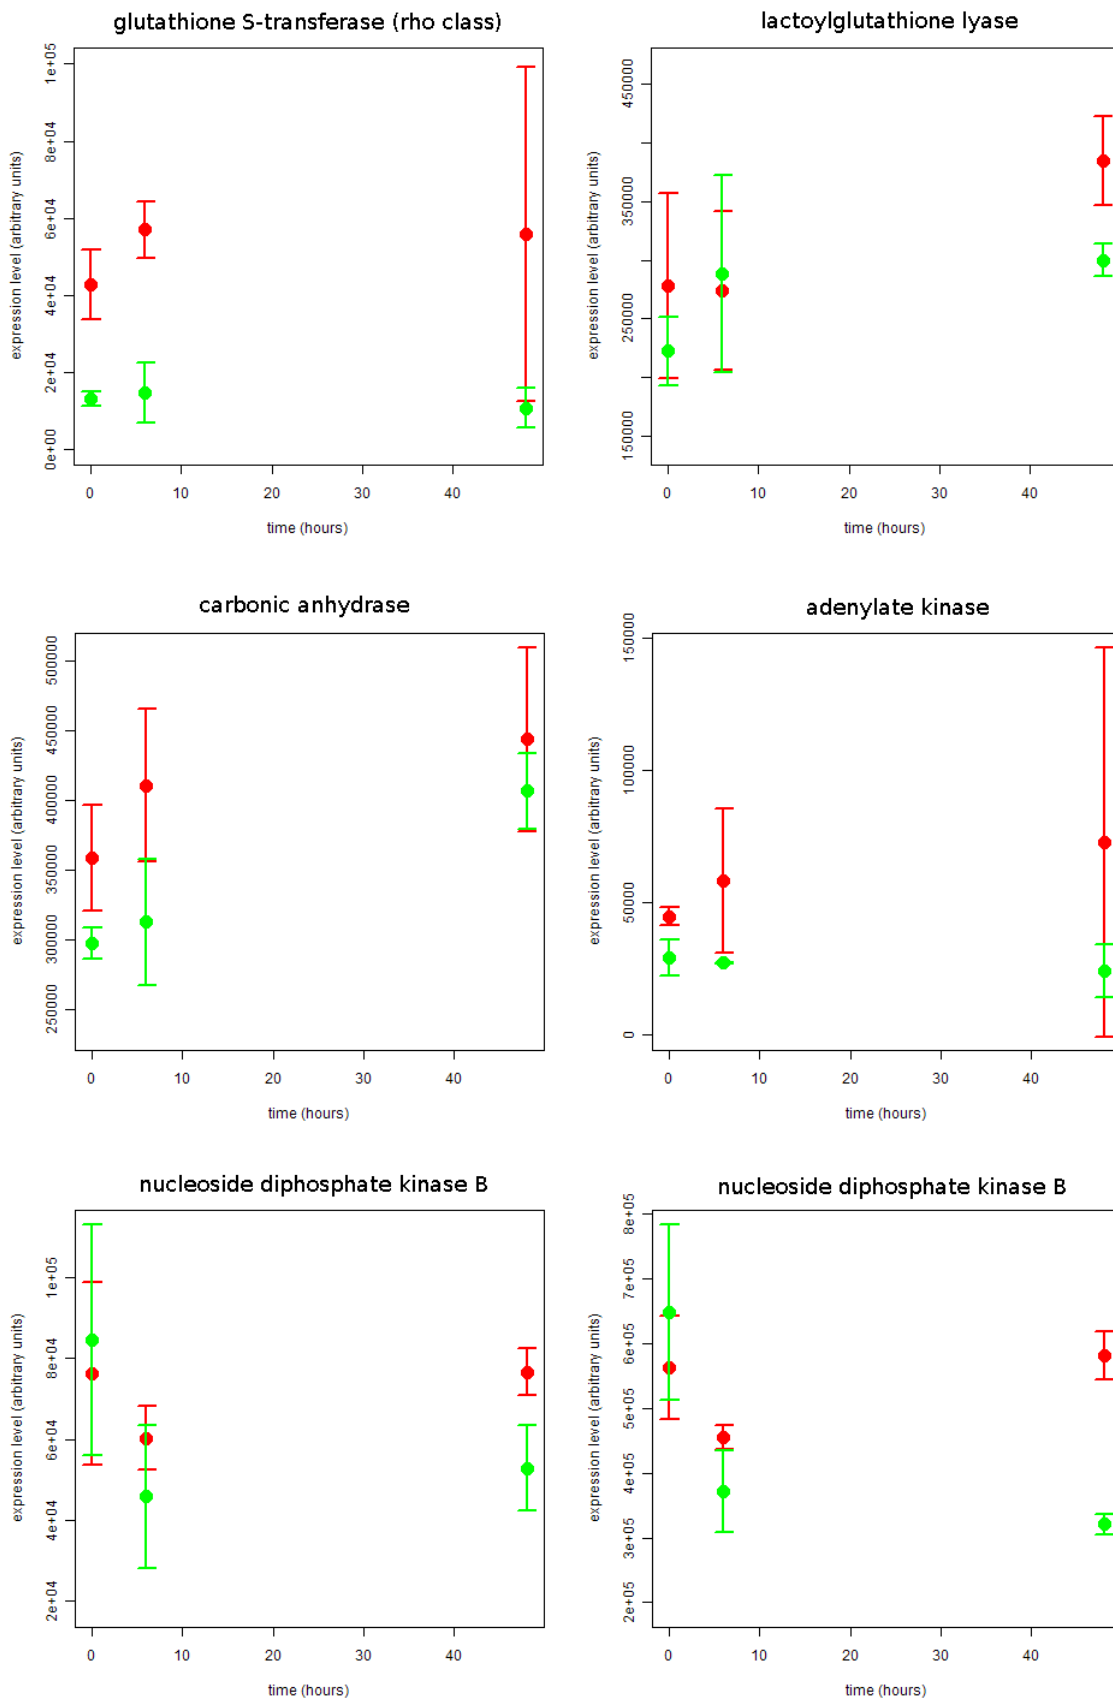 glutathione S-transferase (rho class)
expression level (arbitrary units)
0e+00 2e+04 4e+04 6e+04 8e+04 1e+05
0 10 20 30 40
time (hours)
lactoylglutathione lyase
expression level (arbitrary units)
150000 250000 350000 450000
0 10 20 30 40
time (hours)
carbonic anhydrase
expression level (arbitrary units)
250000 300000 350000 400000 450000 500000
0 10 20 30 40
time (hours)
adenylate kinase
expression level (arbitrary units)
0 50000 100000 150000
0 10 20 30 40
time (hours)
nucleoside diphosphate kinase B
expression level (arbitrary units)
2e+04 4e+04 6e+04 8e+04 1e+05
0 10 20 30 40
time (hours)
nucleoside diphosphate kinase B
expression level (arbitrary units)
2e+05 3e+05 4e+05 5e+05 6e+05 7e+05 8e+05
0 10 20 30 40
time (hours)